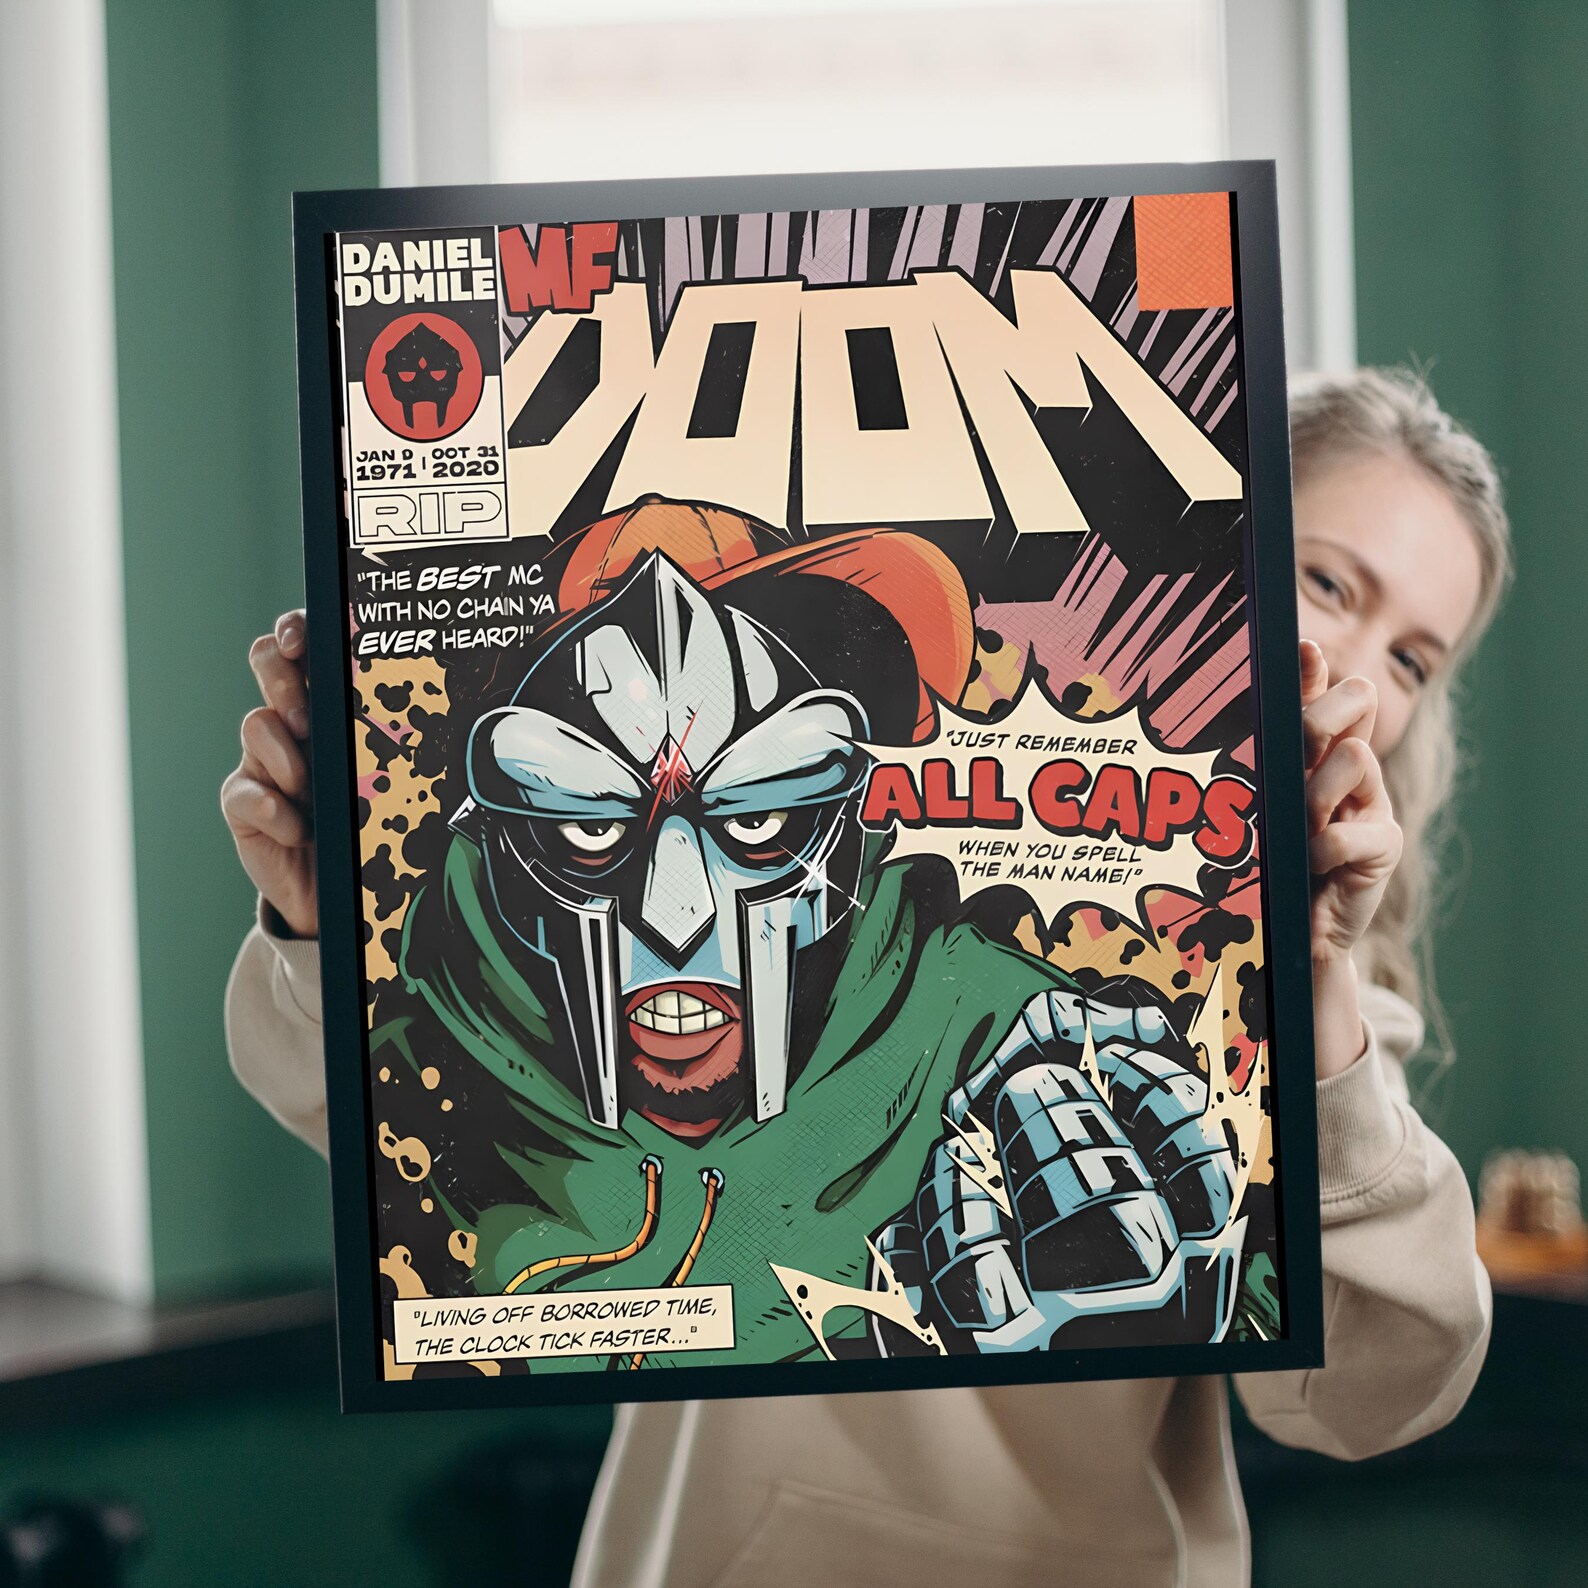 DANIEL
DUMILE
JAN 9 | OCT 31
1971 | 2020
RIP
MF
DOOM
"THE BEST MC
WITH NO CHAIN YA
EVER HEARD!"
"JUST REMEMBER
ALL CAPS
WHEN YOU SPELL
THE MAN NAME!"
"LIVING OFF BORROWED TIME,
THE CLOCK TICK FASTER..."